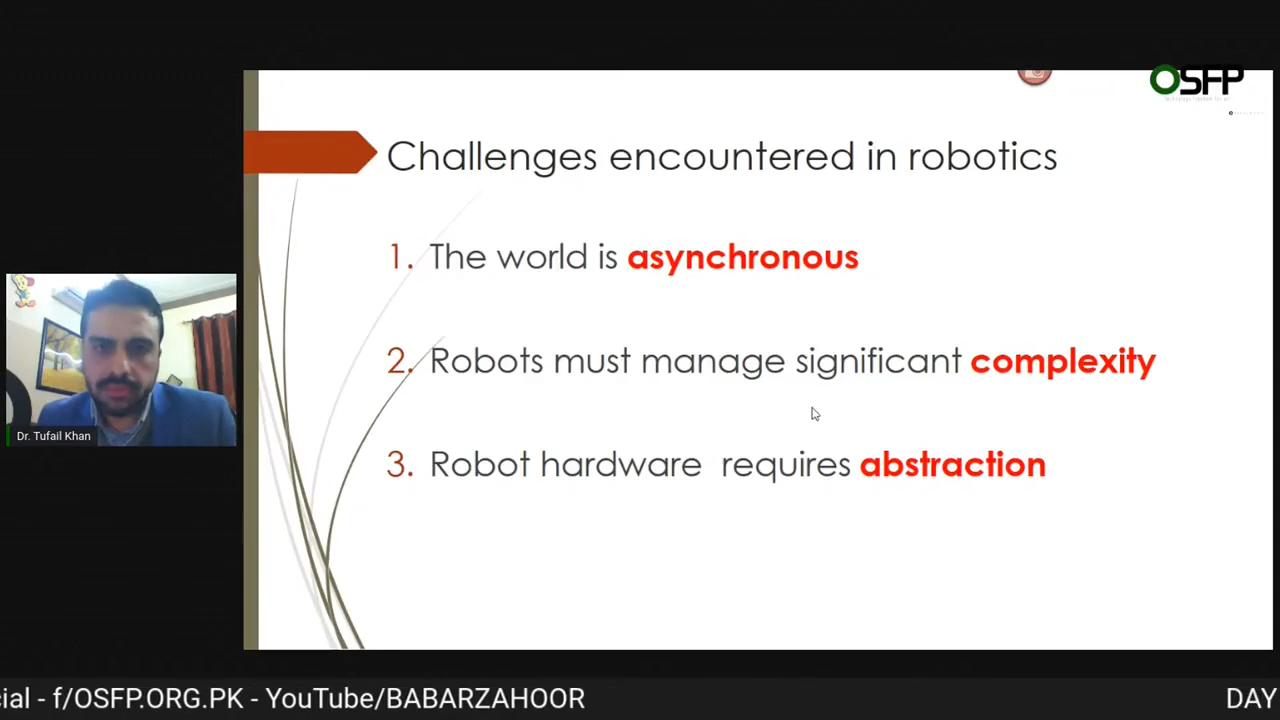 OSFP
Challenges encountered in robotics
1. The world is asynchronous
2. Robots must manage significant complexity
3. Robot hardware requires abstraction
Dr. Tufail Khan
cial - f/OSFP.ORG.PK - YouTube/BABARZAHOOR
DAY